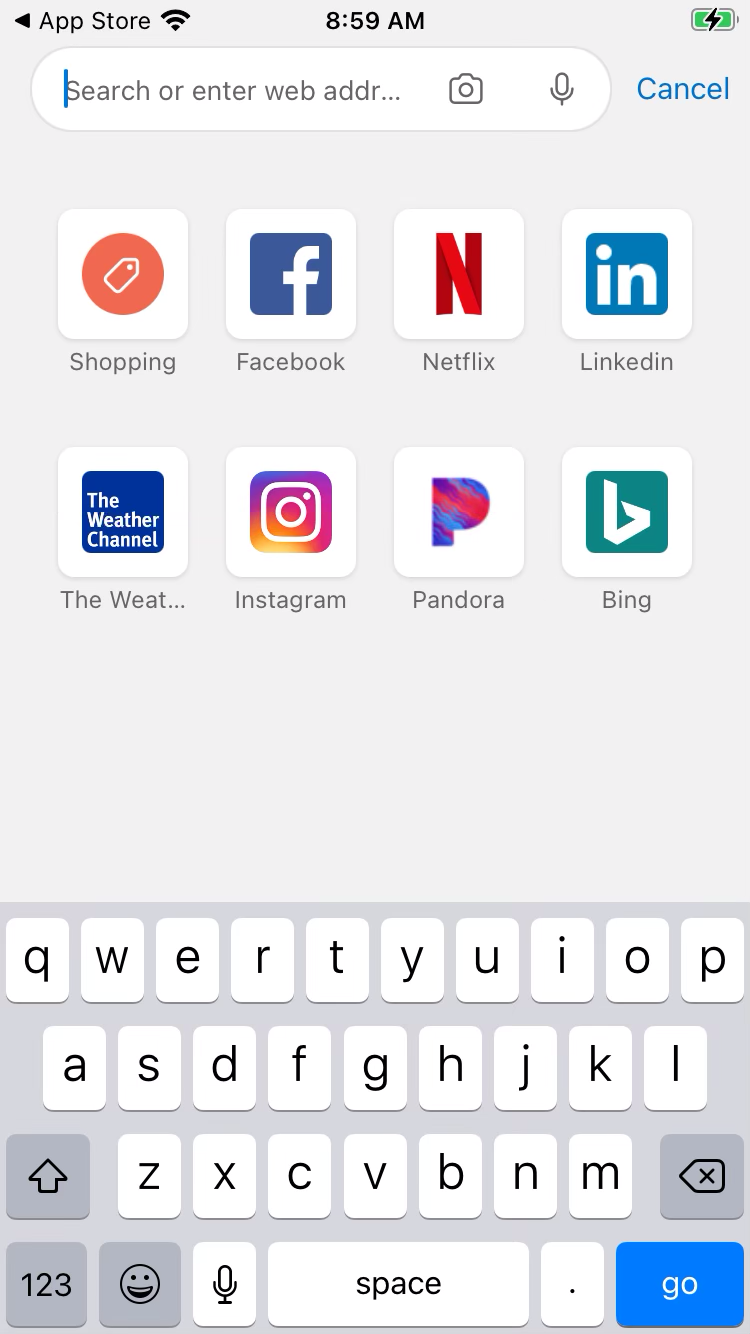 App Store 8:59 AM
Search or enter web addr... Cancel
Shopping Facebook Netflix Linkedin
The
Weather
Channel
The Weat... Instagram Pandora Bing
q w e r t y u i o p
a s d f g h j k l
z x c v b n m
123 space . go